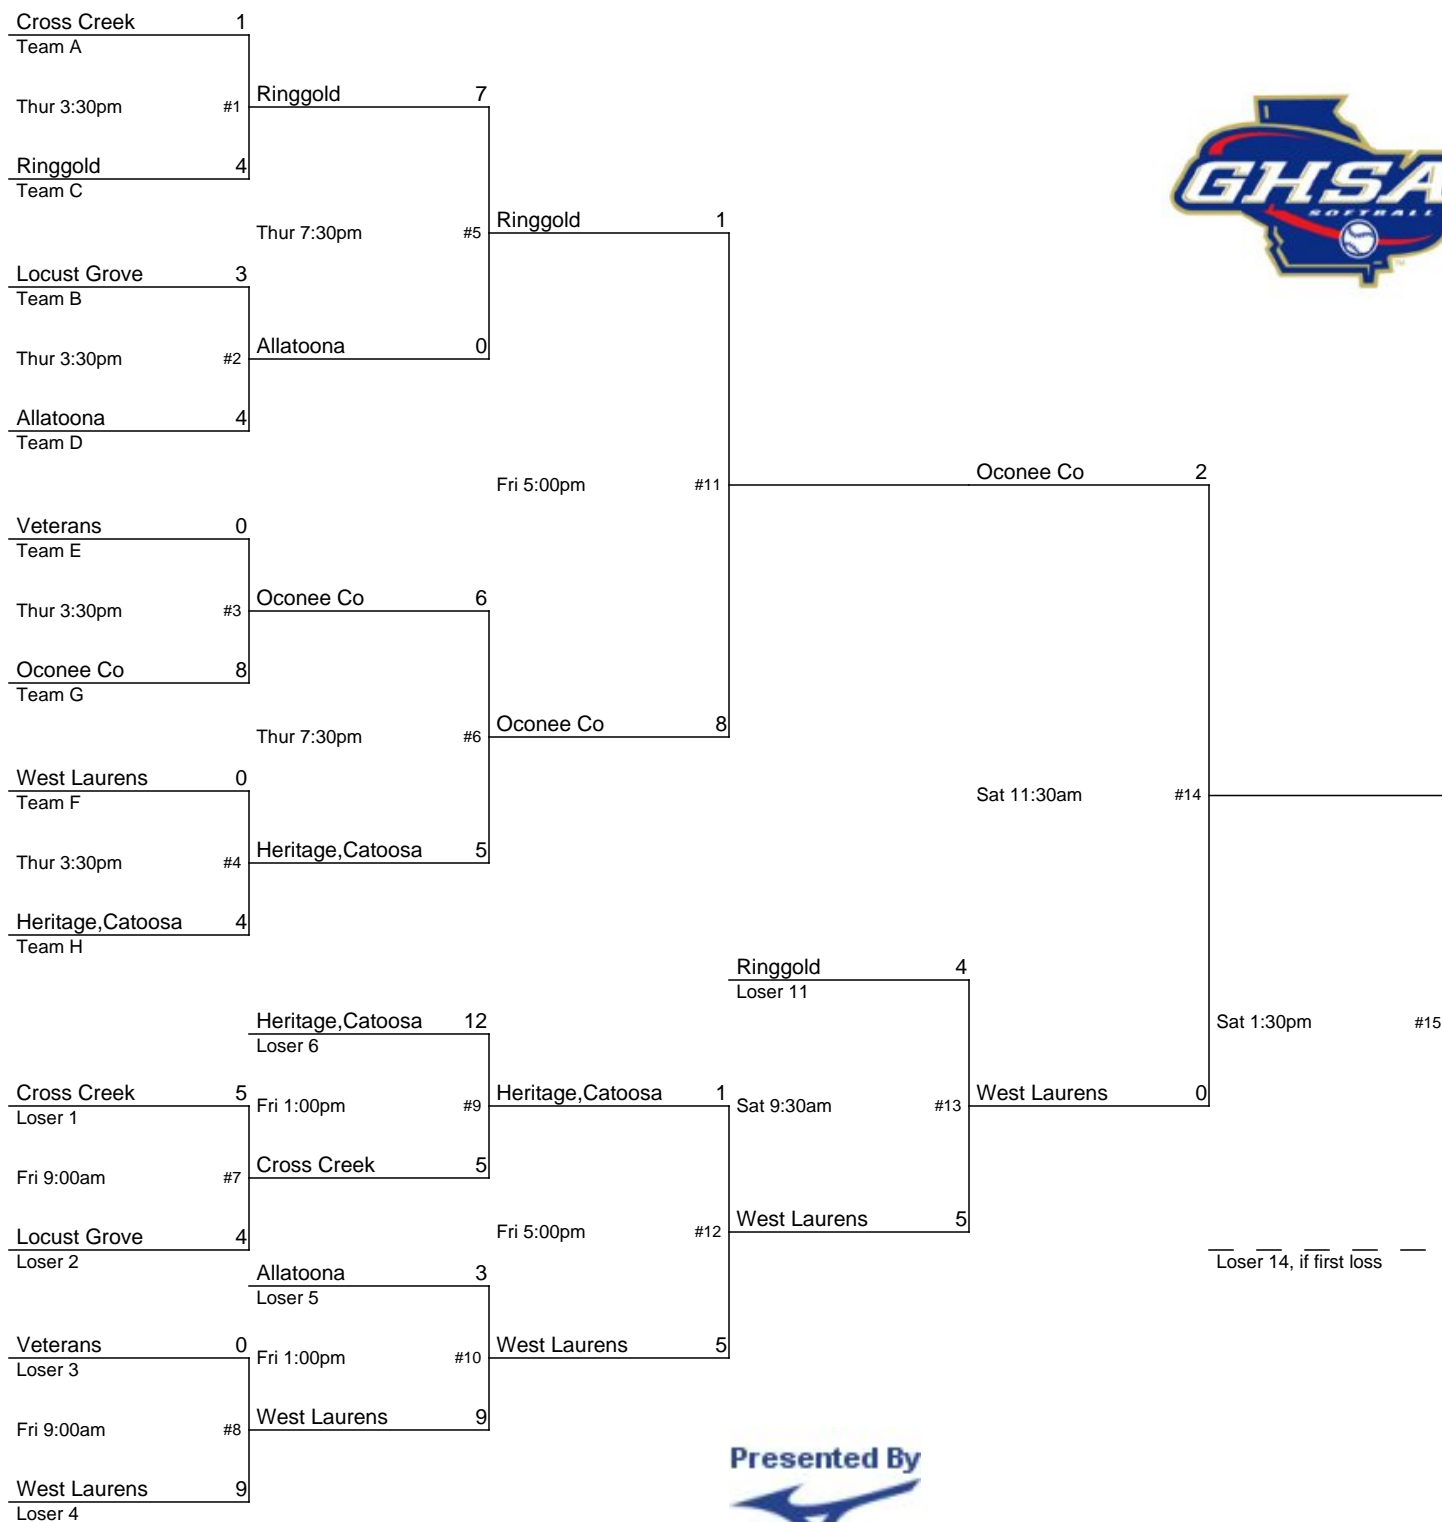 Cross Creek 1
Team A
Thur 3:30pm #1
Ringgold 7
Ringgold 4
Team C
Thur 7:30pm #5
Ringgold 1
Locust Grove 3
Team B
Thur 3:30pm #2
Allatoona 0
Allatoona 4
Team D
Fri 5:00pm #11
Oconee Co 2
Veterans 0
Team E
Thur 3:30pm #3
Oconee Co 6
Oconee Co 8
Team G
Thur 7:30pm #6
Oconee Co 8
West Laurens 0
Team F
Sat 11:30am #14
Thur 3:30pm #4
Heritage,Catoosa 5
Heritage,Catoosa 4
Team H
Ringgold 4
Loser 11
Heritage,Catoosa 12
Loser 6
Sat 1:30pm #15
Cross Creek 5
Loser 1
Fri 1:00pm #9
Heritage,Catoosa 1
Sat 9:30am #13
West Laurens 0
Fri 9:00am #7
Cross Creek 5
Locust Grove 4
Loser 2
Fri 5:00pm #12
West Laurens 5
Loser 14, if first loss
Allatoona 3
Loser 5
Veterans 0
Loser 3
Fri 1:00pm #10
West Laurens 5
Fri 9:00am #8
West Laurens 9
West Laurens 9
Loser 4
GHSA
SOFTBALL
TM
Presented By